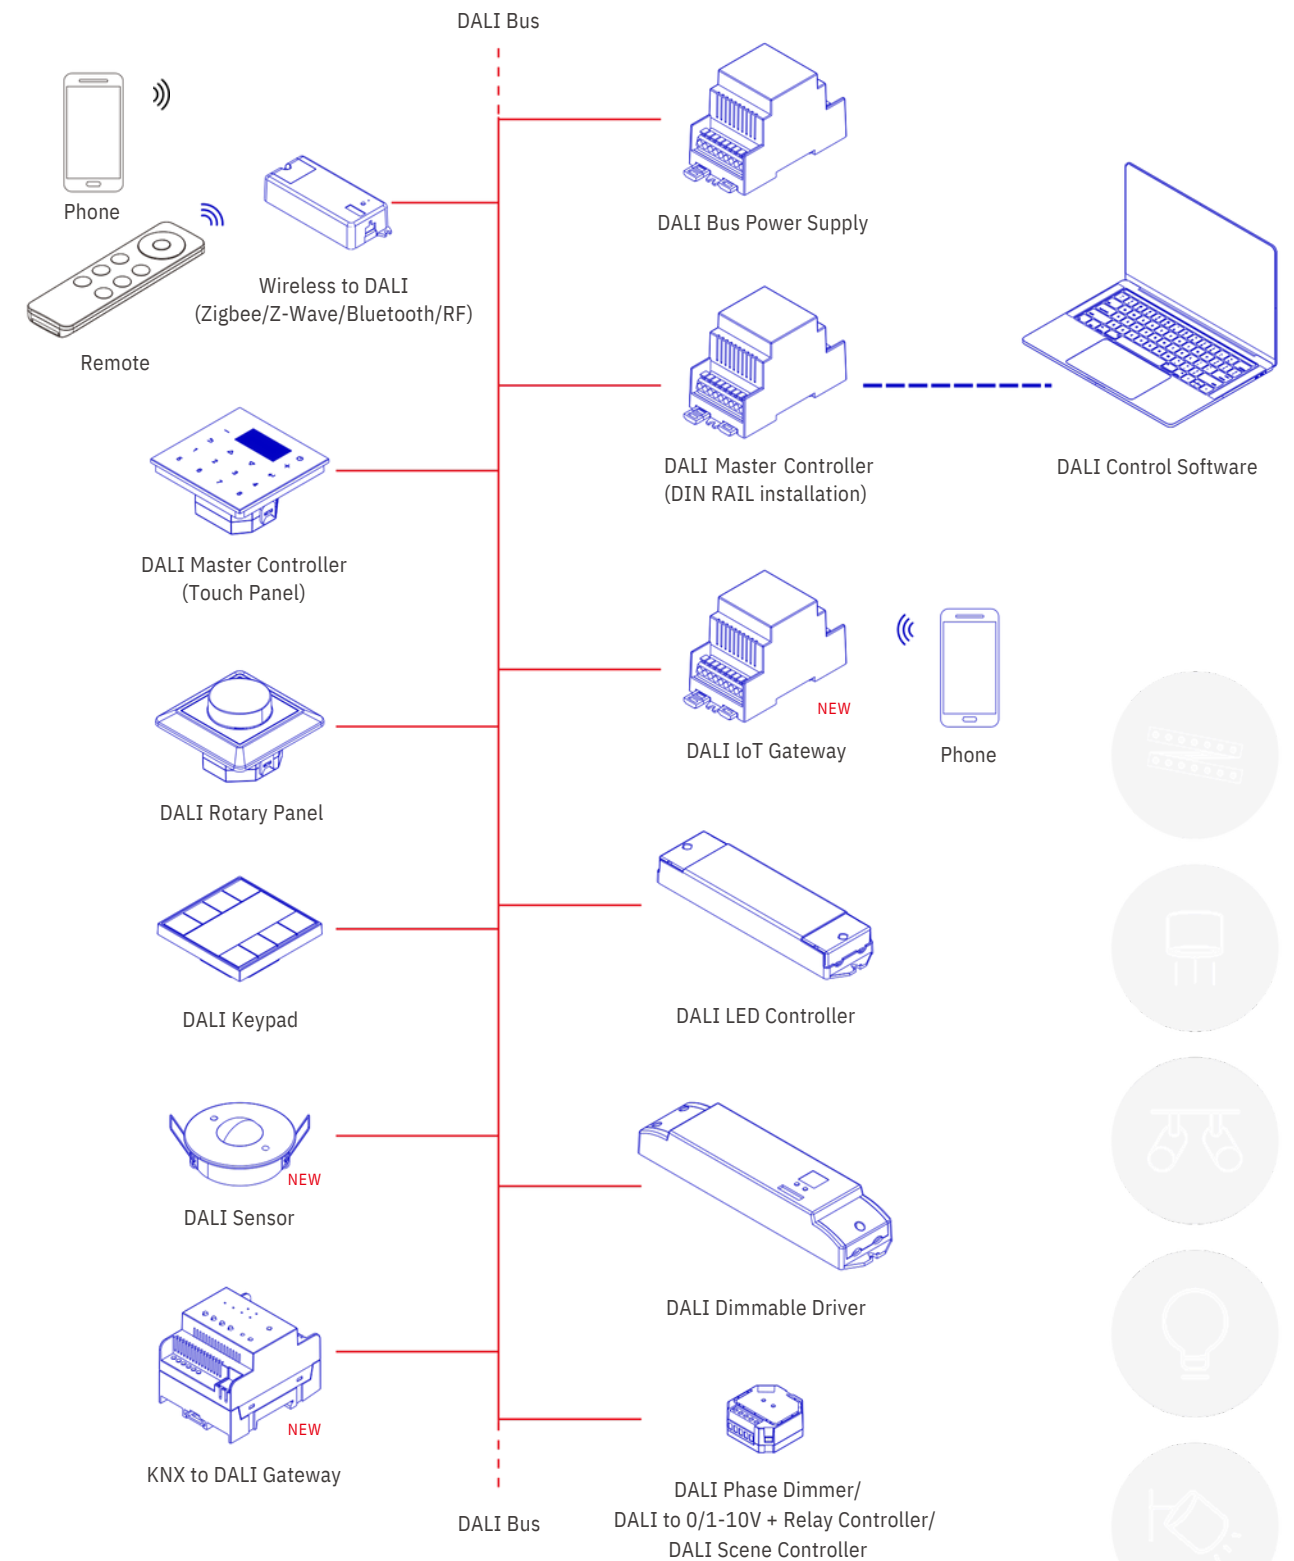 DALI Bus
Phone
DALI Bus Power Supply
Wireless to DALI
(Zigbee/Z-Wave/Bluetooth/RF)
Remote
DALI Master Controller
(DIN RAIL installation)
DALI Control Software
DALI Master Controller
(Touch Panel)
NEW
DALI loT Gateway
Phone
DALI Rotary Panel
DALI Keypad
DALI LED Controller
NEW
DALI Sensor
DALI Dimmable Driver
NEW
KNX to DALI Gateway
DALI Phase Dimmer/
DALI to 0/1-10V + Relay Controller/
DALI Scene Controller
DALI Bus